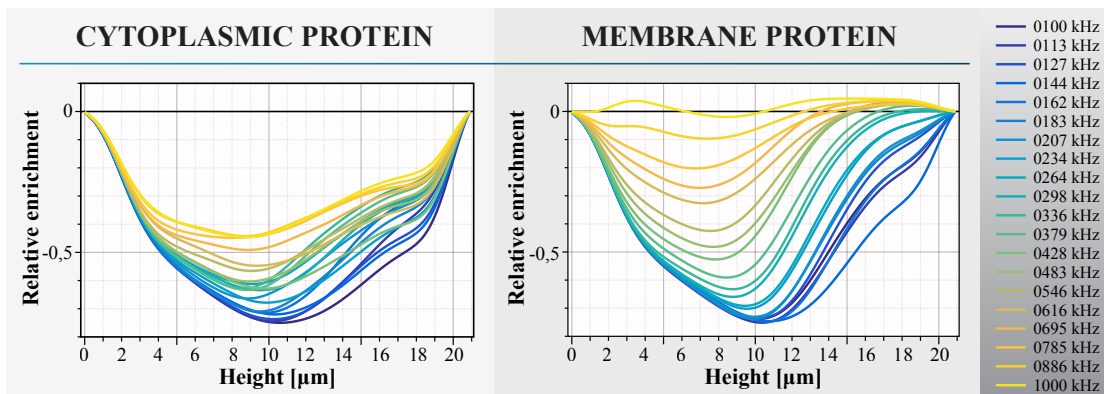 CYTOPLASMIC PROTEIN
Relative enrichment
0
-0,5
0 2 4 6 8 10 12 14 16 18 20
Height [µm]
MEMBRANE PROTEIN
Relative enrichment
0
-0,5
0 2 4 6 8 10 12 14 16 18 20
Height [µm]
0100 kHz
0113 kHz
0127 kHz
0144 kHz
0162 kHz
0183 kHz
0207 kHz
0234 kHz
0264 kHz
0298 kHz
0336 kHz
0379 kHz
0428 kHz
0483 kHz
0546 kHz
0616 kHz
0695 kHz
0785 kHz
0886 kHz
1000 kHz